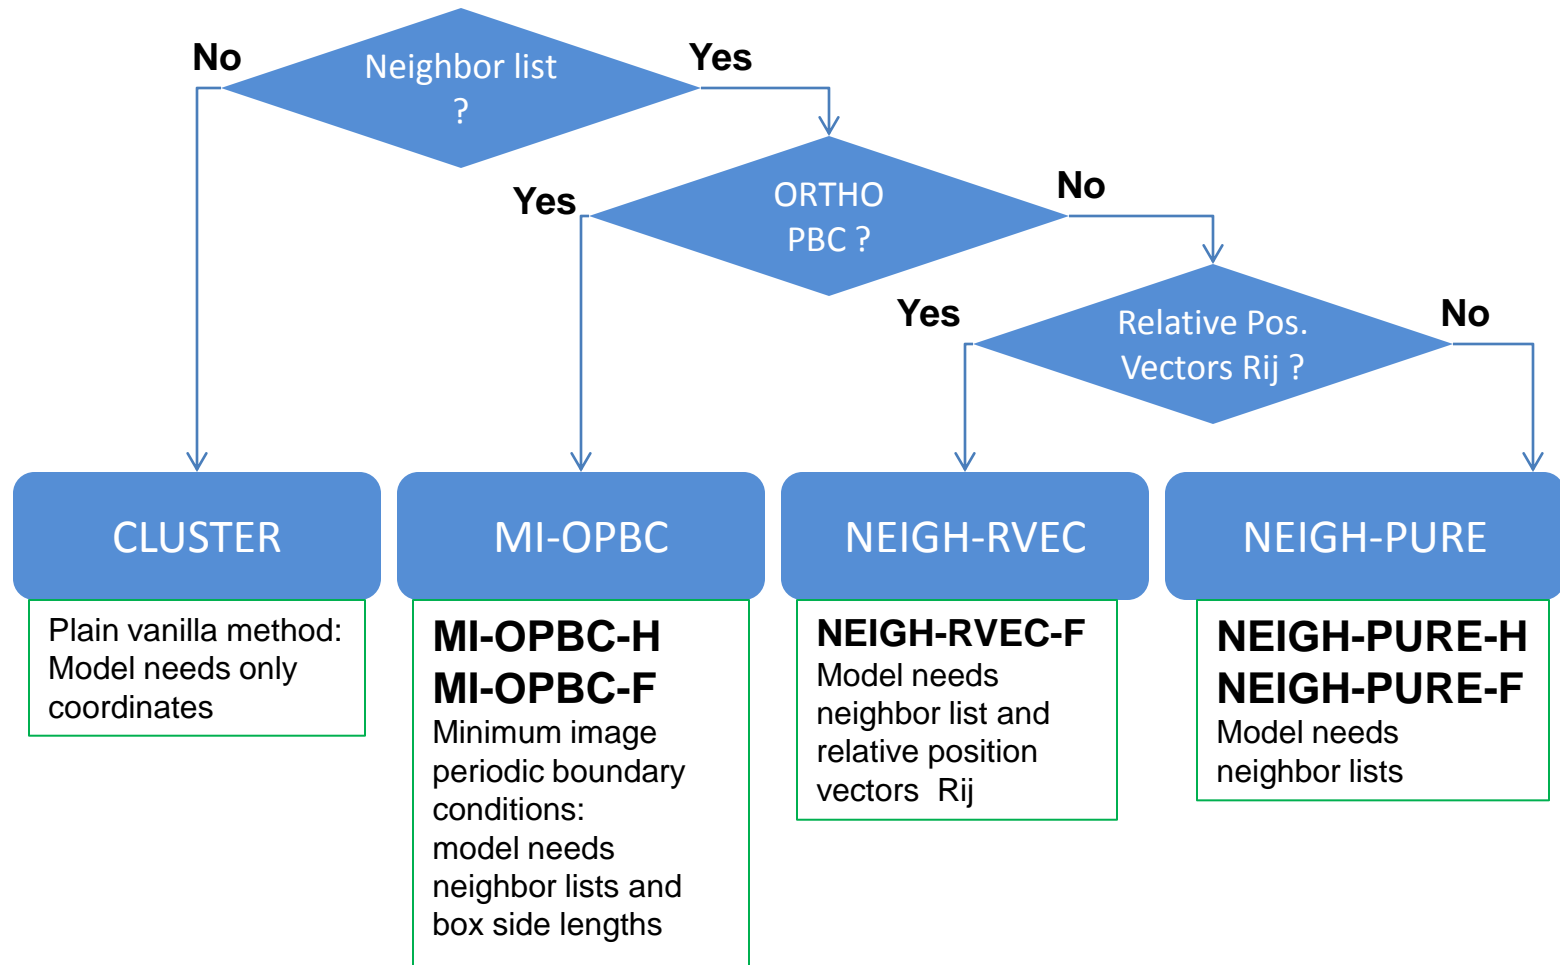 No
Neighbor list
?
Yes
Yes
ORTHO
PBC ?
No
Yes
Relative Pos.
Vectors Rij ?
No
CLUSTER
MI-OPBC
NEIGH-RVEC
NEIGH-PURE
Plain vanilla method:
Model needs only
coordinates
MI-OPBC-H
MI-OPBC-F
Minimum image
periodic boundary
conditions:
model needs
neighbor lists and
box side lengths
NEIGH-RVEC-F
Model needs
neighbor list and
relative position
vectors Rij
NEIGH-PURE-H
NEIGH-PURE-F
Model needs
neighbor lists